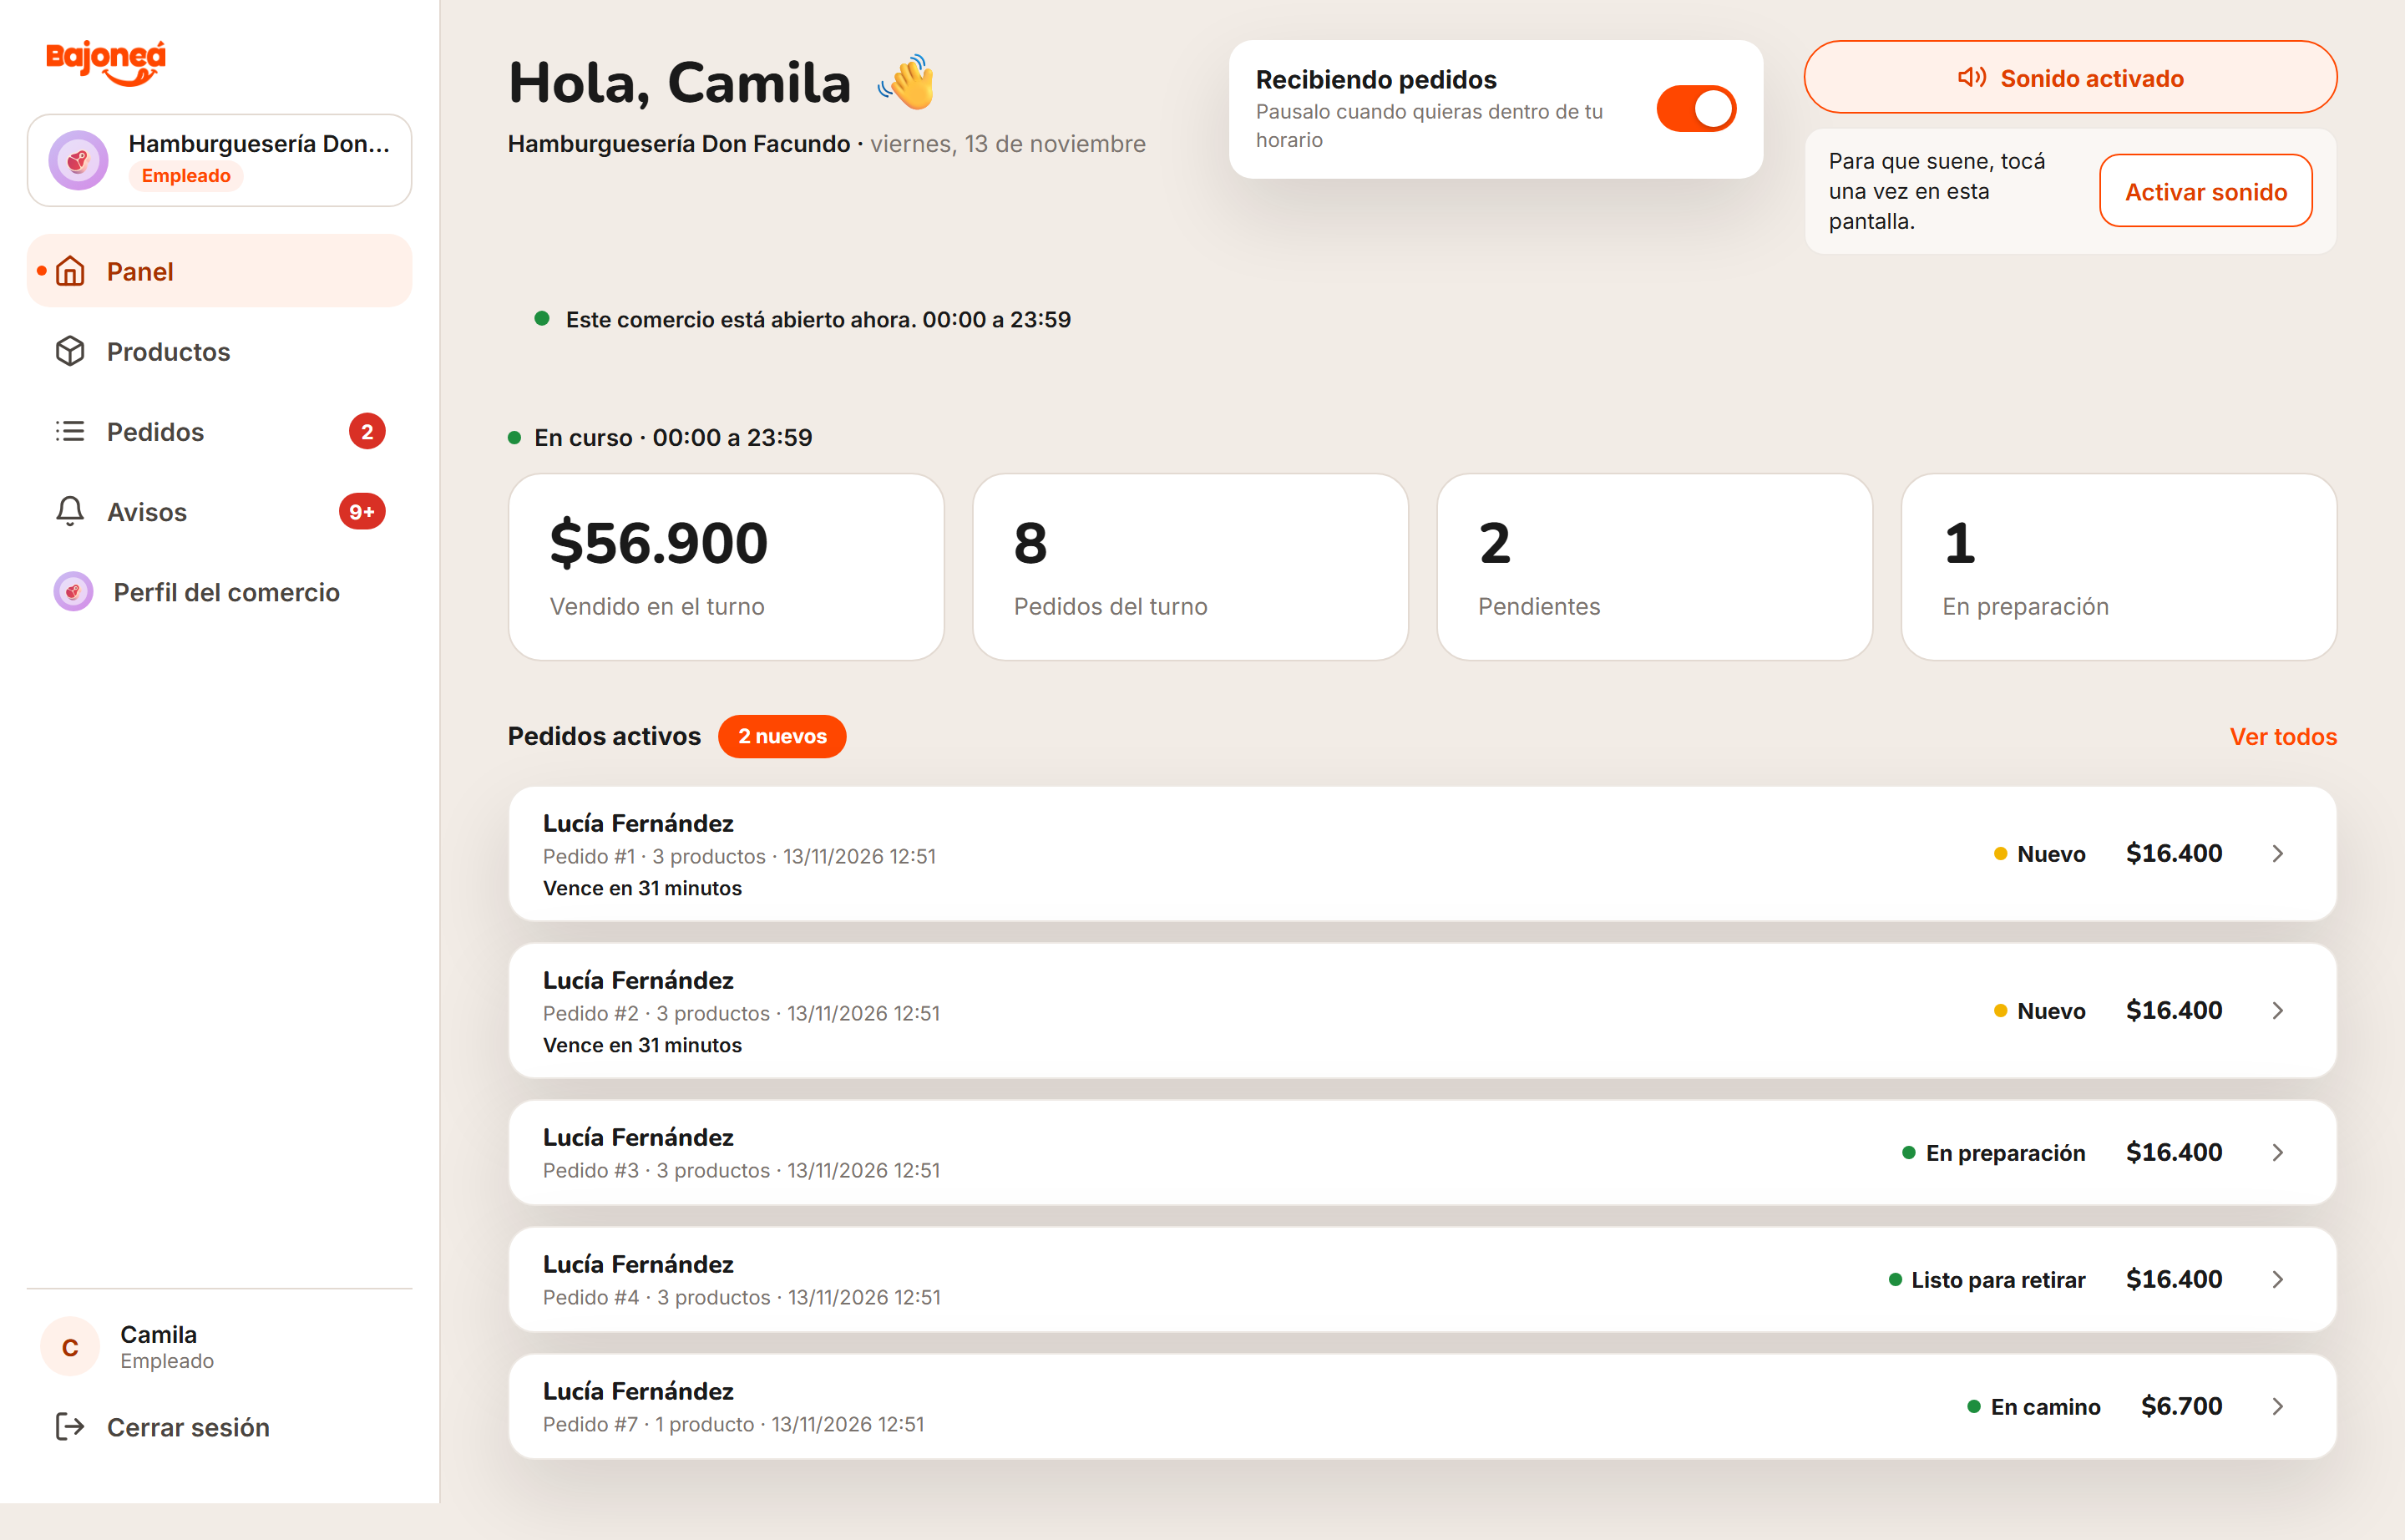 Bajoneá
Hamburguesería Don...
Empleado
Panel
Productos
Pedidos
2
Avisos
9+
Perfil del comercio
C
Camila
Empleado
Cerrar sesión
Hola, Camila 👋
Hamburguesería Don Facundo · viernes, 13 de noviembre
Recibiendo pedidos
Pausalo cuando quieras dentro de tu
horario
Sonido activado
Para que suene, tocá
una vez en esta
pantalla.
Activar sonido
Este comercio está abierto ahora. 00:00 a 23:59
En curso · 00:00 a 23:59
$56.900
Vendido en el turno
8
Pedidos del turno
2
Pendientes
1
En preparación
Pedidos activos
2 nuevos
Ver todos
Lucía Fernández
Pedido #1 · 3 productos · 13/11/2026 12:51
Vence en 31 minutos
Nuevo
$16.400
Lucía Fernández
Pedido #2 · 3 productos · 13/11/2026 12:51
Vence en 31 minutos
Nuevo
$16.400
Lucía Fernández
Pedido #3 · 3 productos · 13/11/2026 12:51
En preparación
$16.400
Lucía Fernández
Pedido #4 · 3 productos · 13/11/2026 12:51
Listo para retirar
$16.400
Lucía Fernández
Pedido #7 · 1 producto · 13/11/2026 12:51
En camino
$6.700